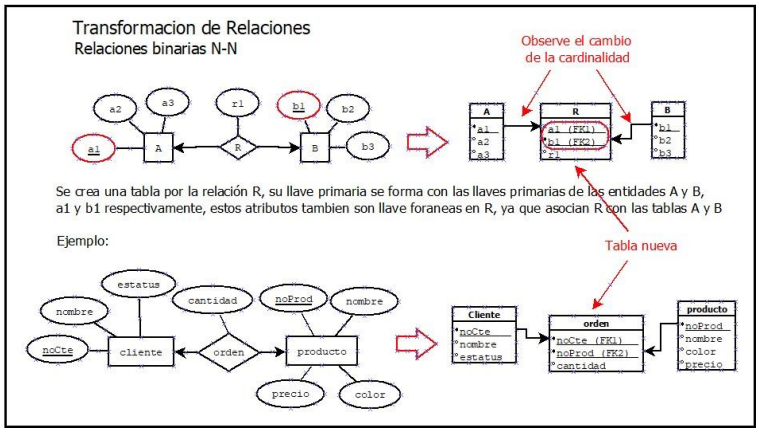 Transformacion de Relaciones
Relaciones binarias N-N
Observe el cambio
de la cardinalidad
a2
a3
r1
b1
b2
a1
A
R
B
b3
A
a1
a2
a3
R
a1 (FK1)
b1 (FK2)
r1
B
b1
b2
b3
Se crea una tabla por la relación R, su llave primaria se forma con las llaves primarias de las entidades A y B,
a1 y b1 respectivamente, estos atributos tambien son llave foraneas en R, ya que asocian R con las tablas A y B
Ejemplo:
Tabla nueva
estatus
nombre
cantidad
noProd
nombre
noCte
cliente
orden
producto
precio
color
Cliente
noCte
nombre
estatus
orden
noCte (FK1)
noProd (FK2)
cantidad
producto
noProd
nombre
color
precio